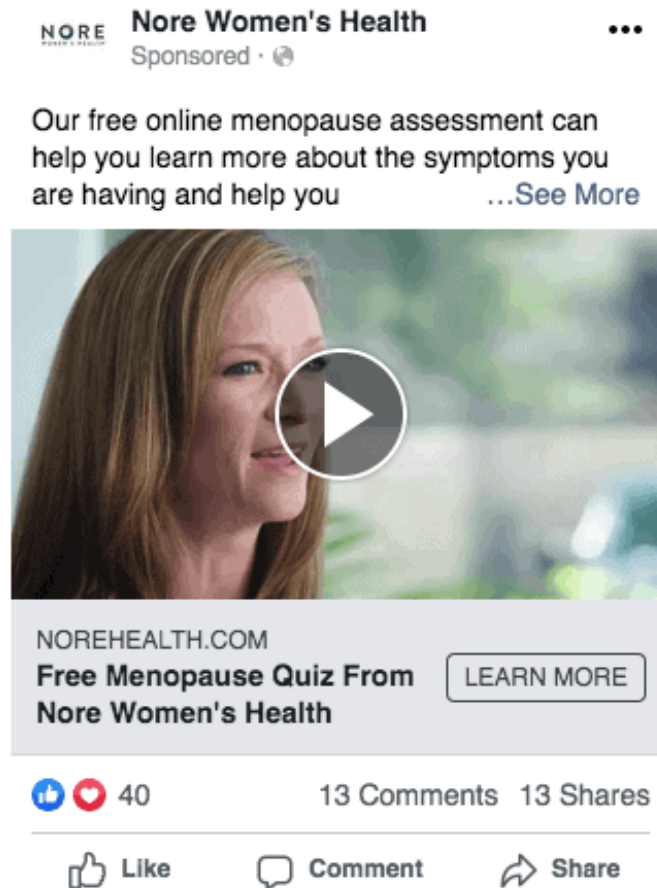 NORE
WOMEN'S HEALTH
Nore Women's Health
Sponsored ·
Our free online menopause assessment can
help you learn more about the symptoms you
are having and help you ...See More
NOREHEALTH.COM
Free Menopause Quiz From
Nore Women's Health
LEARN MORE
40 13 Comments 13 Shares
Like Comment Share